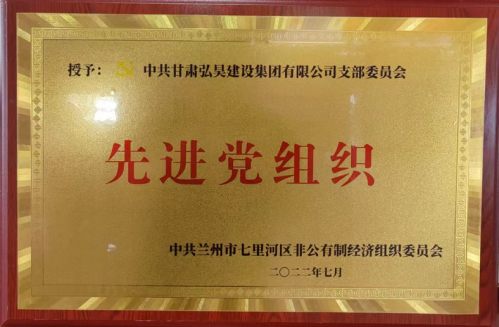 授予： 中共甘肃弘昊建设集团有限公司支部委员会
先进党组织
中共兰州市七里河区非公有制经济组织委员会
二〇二二年七月